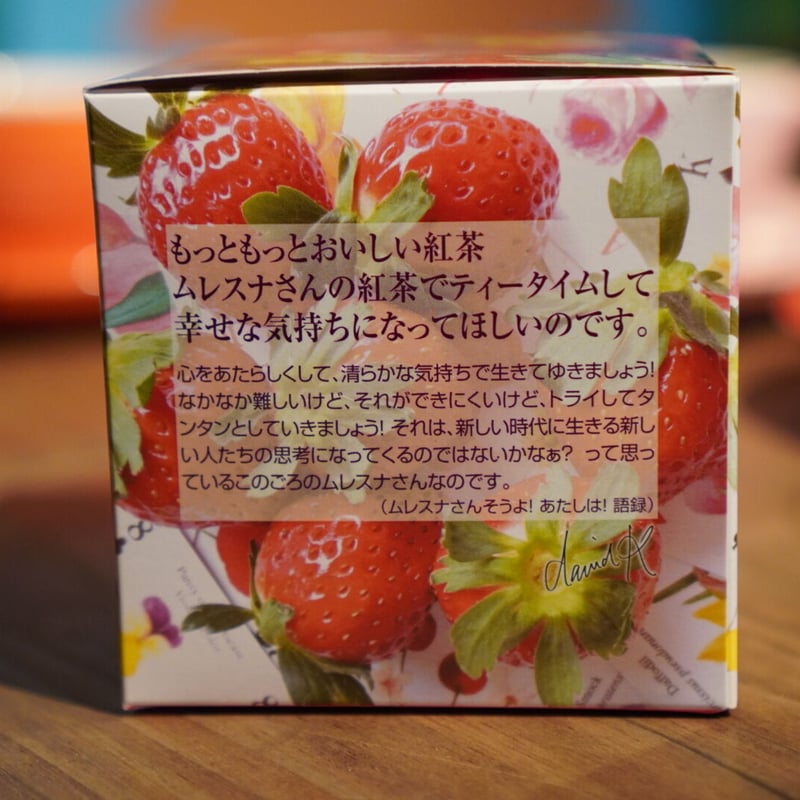 もっともっとおいしい紅茶
ムレスナさんの紅茶でティータイムして
幸せな気持ちになってほしいのです。
心をあたらしくして、清らかな気持ちで生きてゆきましょう!
なかなか難しいけど、それができにくいけど、トライしてタ
ンタンとしていきましょう! それは、新しい時代に生きる新し
い人たちの思考になってくるのではないかなぁ? って思っ
ているこのごろのムレスナさんなのです。
(ムレスナさんそうよ! あたしは! 語録)
david K
Daffodil